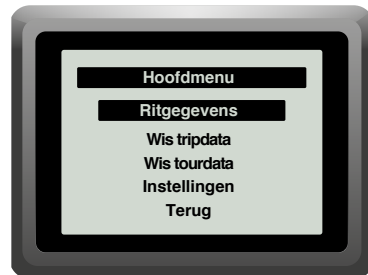 Hoofdmenu
Ritgegevens
Wis tripdata
Wis tourdata
Instellingen
Terug